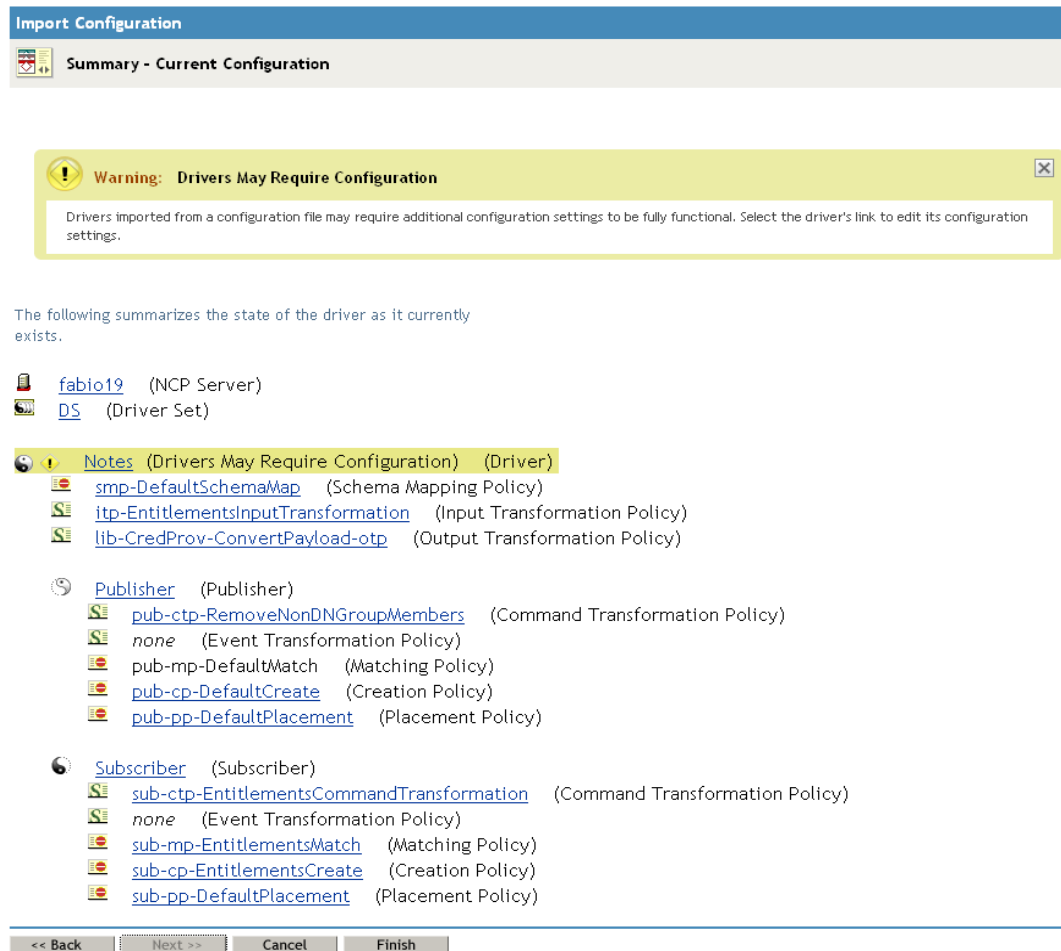 Import Configuration
Summary - Current Configuration
Warning: Drivers May Require Configuration
Drivers imported from a configuration file may require additional configuration settings to be fully functional. Select the driver's link to edit its configuration
settings.
The following summarizes the state of the driver as it currently
exists.
fabio19 (NCP Server)
DS (Driver Set)
Notes (Drivers May Require Configuration) (Driver)
smp-DefaultSchemaMap (Schema Mapping Policy)
itp-EntitlementsInputTransformation (Input Transformation Policy)
lib-CredProv-ConvertPayload-otp (Output Transformation Policy)
Publisher (Publisher)
pub-ctp-RemoveNonDNGroupMembers (Command Transformation Policy)
none (Event Transformation Policy)
pub-mp-DefaultMatch (Matching Policy)
pub-cp-DefaultCreate (Creation Policy)
pub-pp-DefaultPlacement (Placement Policy)
Subscriber (Subscriber)
sub-ctp-EntitlementsCommandTransformation (Command Transformation Policy)
none (Event Transformation Policy)
sub-mp-EntitlementsMatch (Matching Policy)
sub-cp-EntitlementsCreate (Creation Policy)
sub-pp-DefaultPlacement (Placement Policy)
<< Back Next >> Cancel Finish